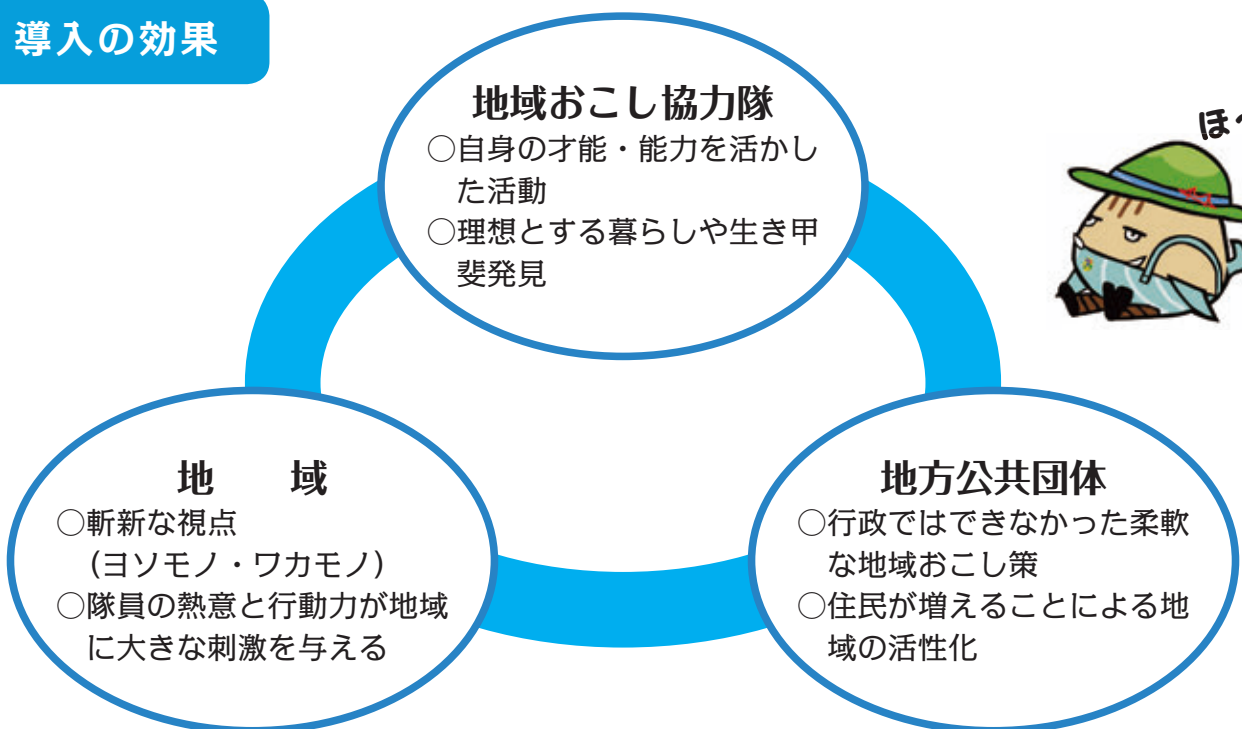 導入の効果
地域おこし協力隊
○自身の才能・能力を活かし
た活動
○理想とする暮らしや生き甲
斐発見
地　域
○斬新な視点
（ヨソモノ・ワカモノ）
○隊員の熱意と行動力が地域
に大きな刺激を与える
地方公共団体
○行政ではできなかった柔軟
な地域おこし策
○住民が増えることによる地
域の活性化